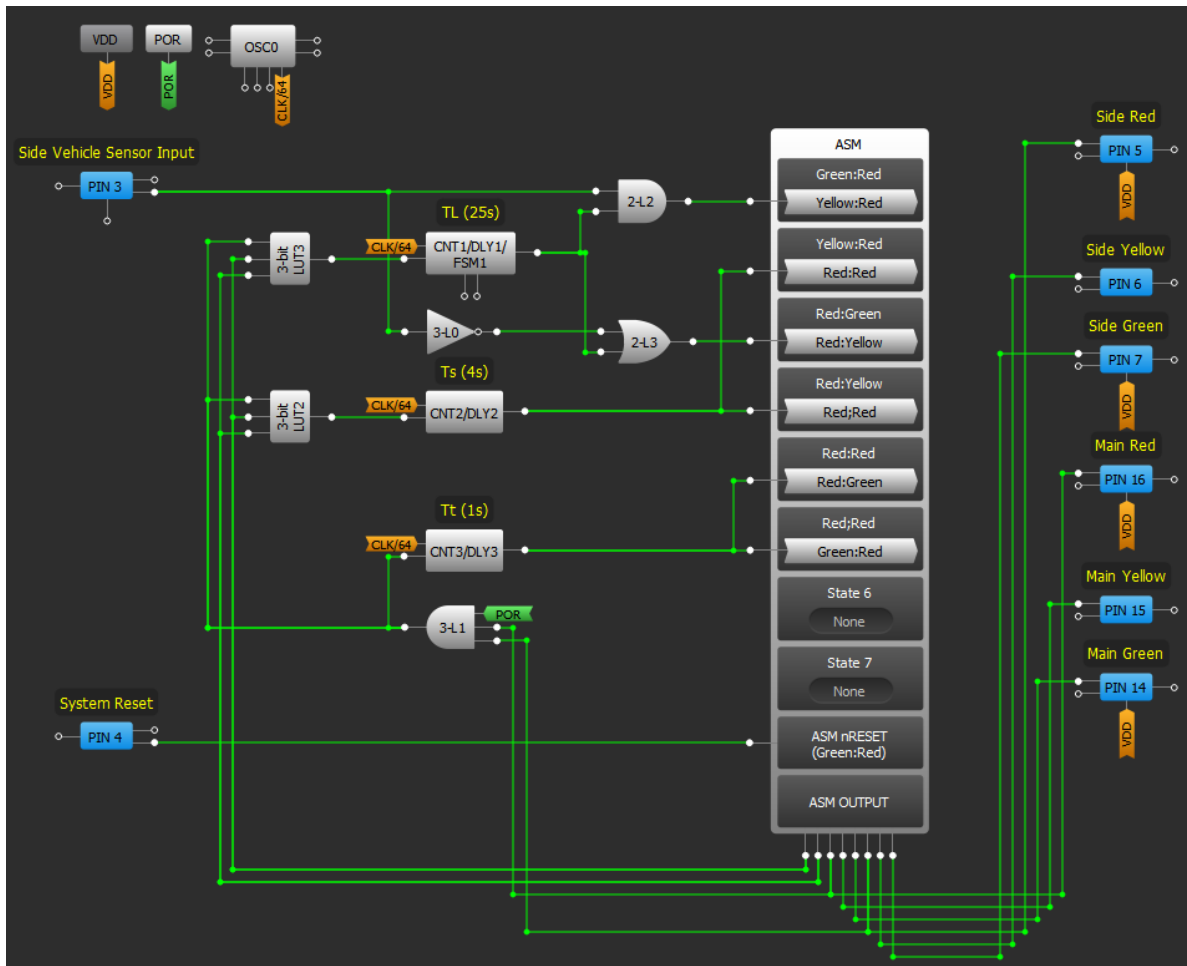 VDD
POR
OSC0
VDD
POR
CLK/64
Side Vehicle Sensor Input
PIN 3
TL (25s)
CLK/64
CNT1/DLY1/
FSM1
3-bit
LUT3
3-L0
2-L2
2-L3
Ts (4s)
CLK/64
CNT2/DLY2
3-bit
LUT2
Tt (1s)
CLK/64
CNT3/DLY3
POR
3-L1
System Reset
PIN 4
ASM
Green:Red
Yellow:Red
Yellow:Red
Red:Red
Red:Green
Red:Yellow
Red:Yellow
Red;Red
Red:Red
Red:Green
Red;Red
Green:Red
State 6
None
State 7
None
ASM nRESET
(Green:Red)
ASM OUTPUT
Side Red
PIN 5
VDD
Side Yellow
PIN 6
Side Green
PIN 7
VDD
Main Red
PIN 16
VDD
Main Yellow
PIN 15
Main Green
PIN 14
VDD